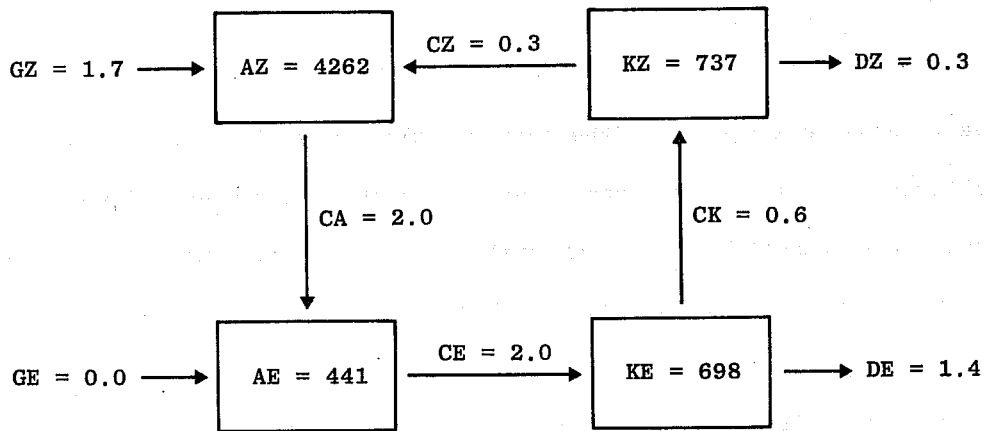 CZ = 0.3
GZ = 1.7
AZ = 4262
KZ = 737
DZ = 0.3
CA = 2.0
CK = 0.6
CE = 2.0
GE = 0.0
AE = 441
KE = 698
DE = 1.4